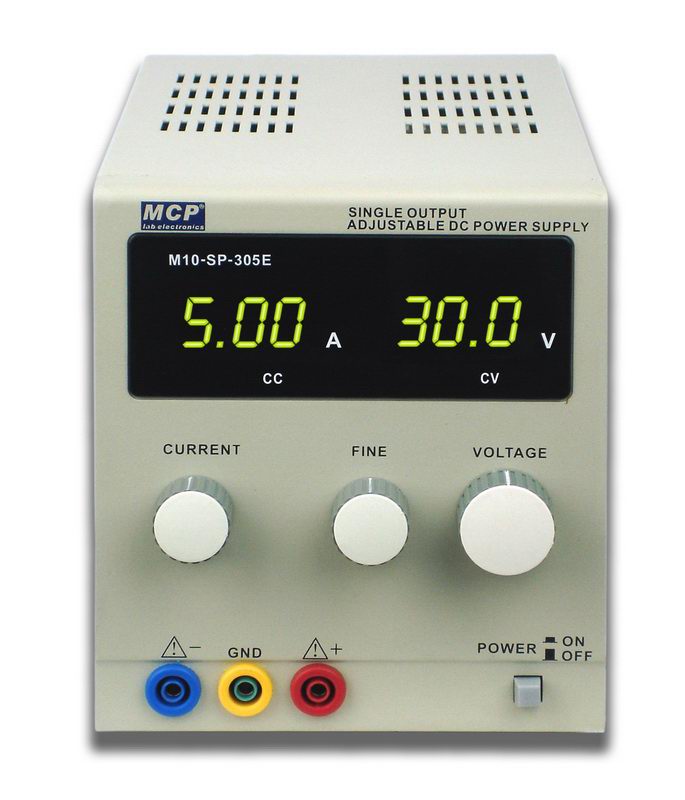 MCP®
lab electronics
SINGLE OUTPUT
ADJUSTABLE DC POWER SUPPLY
M10-SP-305E
5.00 A 30.0 V
CC CV
CURRENT FINE VOLTAGE
- GND + POWER ON
OFF